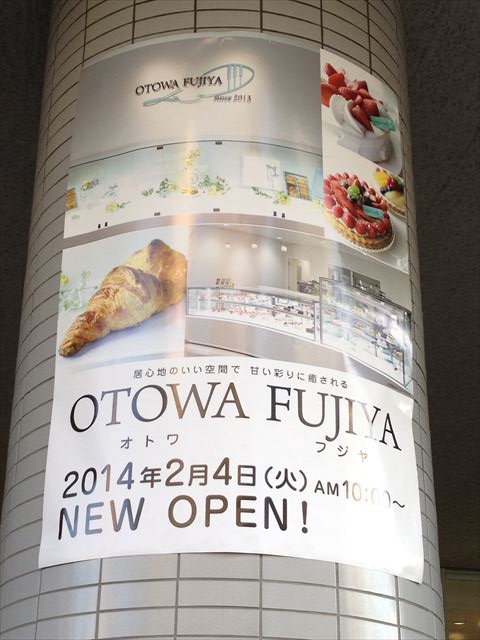 OTOWA FUJIYA
since 2013
居心地のいい空間で 甘い彩りに癒される
OTOWA FUJIYA
オトワ フジヤ
2014年2月4日(火) AM10:00~
NEW OPEN!